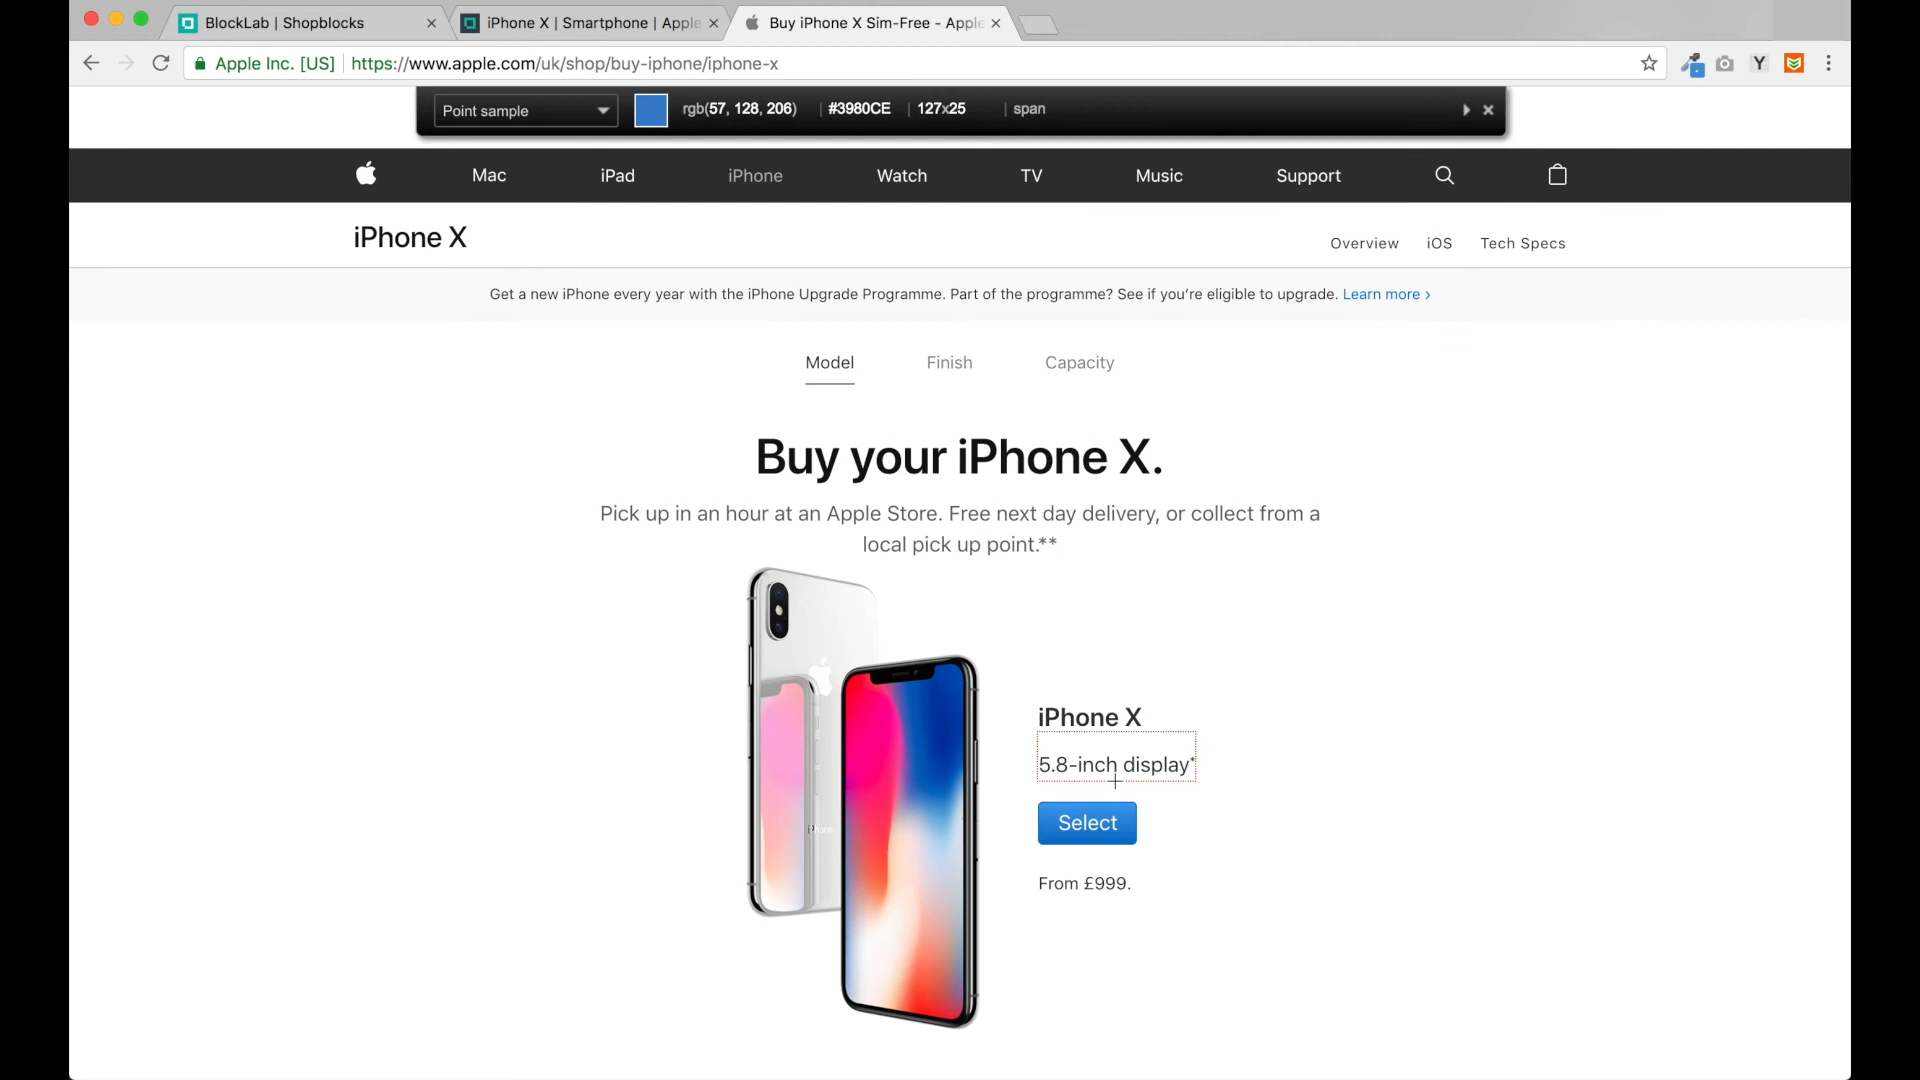 BlockLab | Shopblocks
iPhone X | Smartphone | Apple
Buy iPhone X Sim-Free - Apple
Apple Inc. [US] https://www.apple.com/uk/shop/buy-iphone/iphone-x
Y
Point sample rgb(57, 128, 206) | #3980CE | 127x25 | span
Mac iPad iPhone Watch TV Music Support
iPhone X
Overview iOS Tech Specs
Get a new iPhone every year with the iPhone Upgrade Programme. Part of the programme? See if you’re eligible to upgrade. Learn more ›
Model Finish Capacity
Buy your iPhone X.
Pick up in an hour at an Apple Store. Free next day delivery, or collect from a
local pick up point.**
iPhone
iPhone X
5.8-inch display*
Select
From £999.